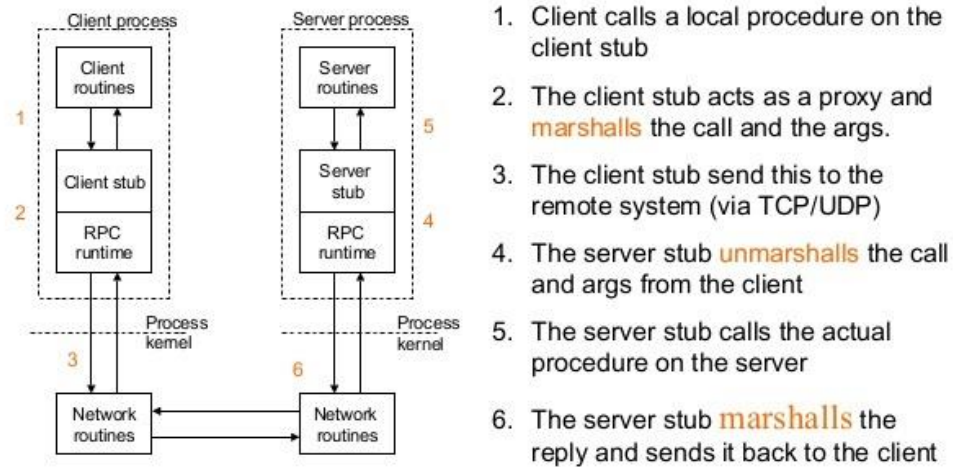 Client process
Server process
Client
routines
Server
routines
1
5
Client stub
Server
stub
2
4
RPC
runtime
RPC
runtime
Process
kernel
Process
kernel
3
6
Network
routines
Network
routines
1. Client calls a local procedure on the
client stub
2. The client stub acts as a proxy and
marshalls the call and the args.
3. The client stub send this to the
remote system (via TCP/UDP)
4. The server stub unmarshalls the call
and args from the client
5. The server stub calls the actual
procedure on the server
6. The server stub marshalls the
reply and sends it back to the client